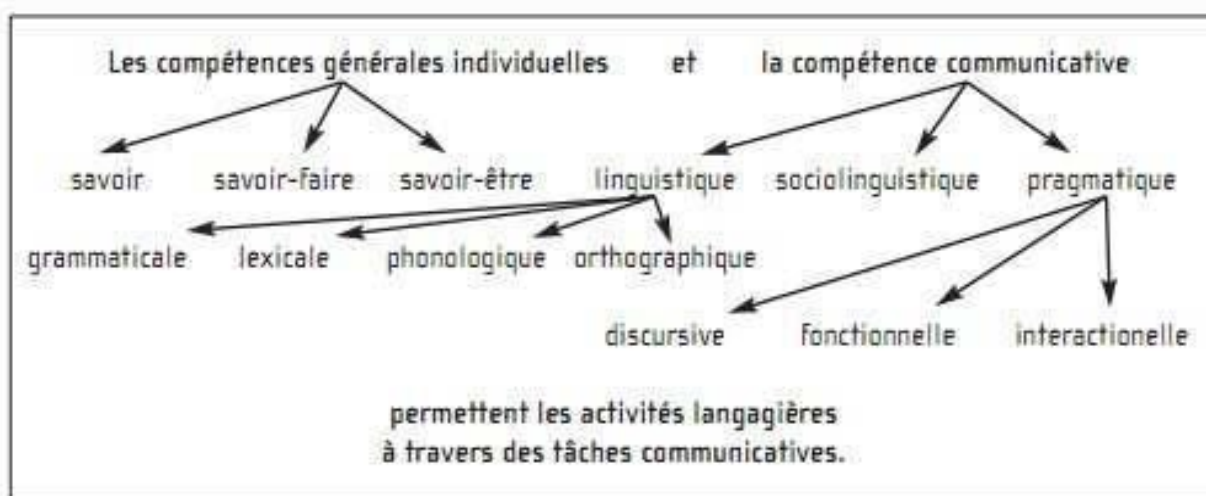 Les compétences générales individuelles et la compétence communicative
savoir savoir-faire savoir-être linguistique sociolinguistique pragmatique
grammaticale lexicale phonologique orthographique
discursive fonctionnelle interactionelle
permettent les activités langagières
à travers des tâches communicatives.